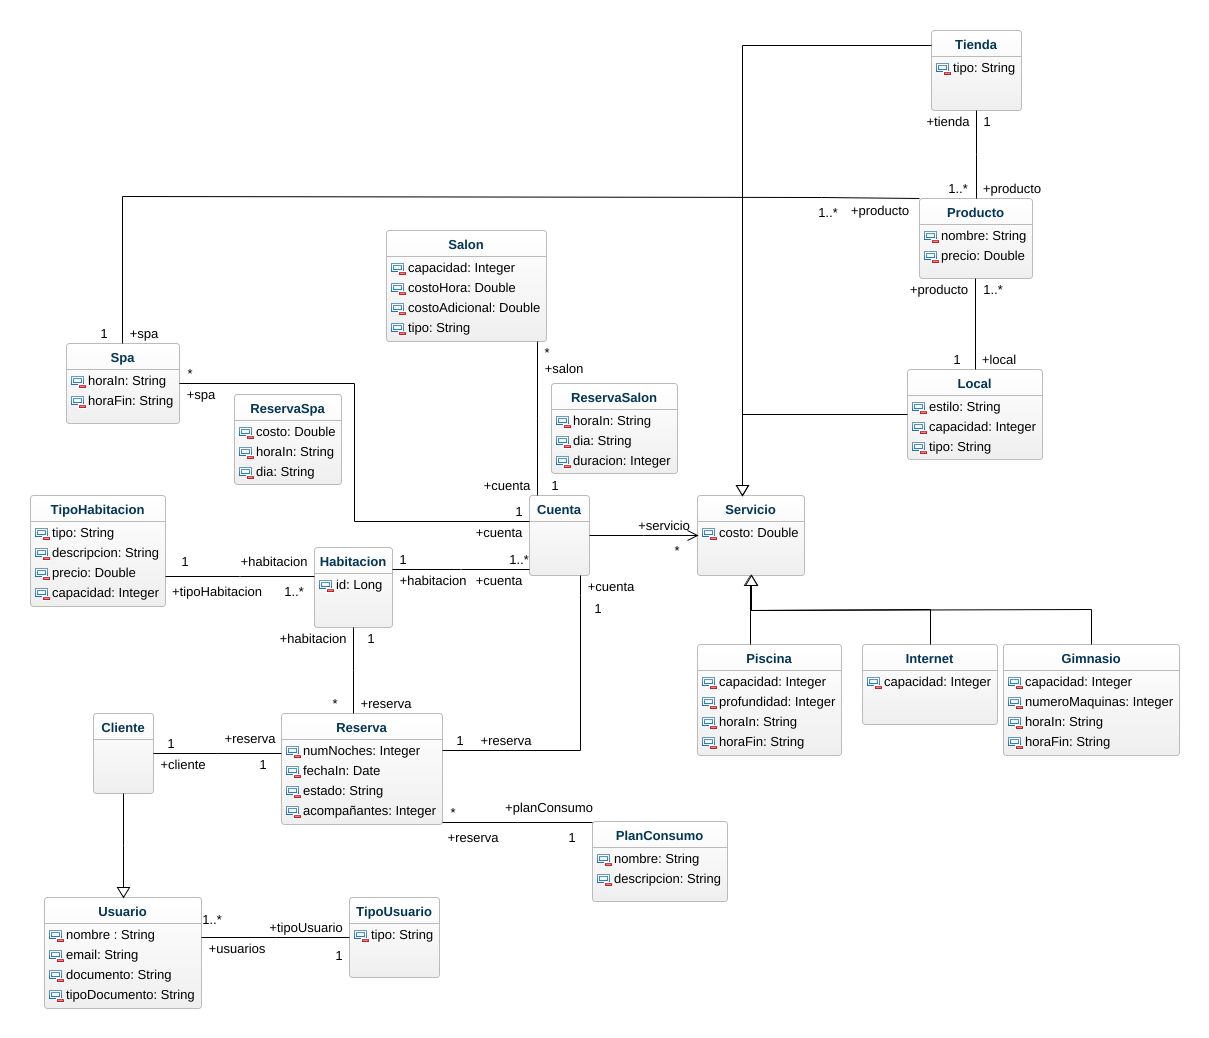 Tienda
tipo: String
+tienda 1
1..* +producto
1..* +producto
Producto
nombre: String
precio: Double
+producto 1..*
1 +local
Local
estilo: String
capacidad: Integer
tipo: String
Salon
capacidad: Integer
costoHora: Double
costoAdicional: Double
tipo: String
*
+salon
1 +spa
Spa
horaIn: String
horaFin: String
*
+spa
ReservaSpa
costo: Double
horaIn: String
dia: String
ReservaSalon
horaIn: String
dia: String
duracion: Integer
+cuenta 1
1
+cuenta
Cuenta
+servicio
*
Servicio
costo: Double
TipoHabitacion
tipo: String
descripcion: String
precio: Double
capacidad: Integer
1 +habitacion
+tipoHabitacion 1..*
Habitacion
id: Long
1 1..*
+habitacion +cuenta
+cuenta
1
+habitacion 1
* +reserva
Piscina
capacidad: Integer
profundidad: Integer
horaIn: String
horaFin: String
Internet
capacidad: Integer
Gimnasio
capacidad: Integer
numeroMaquinas: Integer
horaIn: String
horaFin: String
Cliente
1 +reserva
+cliente 1
Reserva
numNoches: Integer
fechaIn: Date
estado: String
acompañantes: Integer
1 +reserva
* +planConsumo
+reserva 1
PlanConsumo
nombre: String
descripcion: String
Usuario
nombre : String
email: String
documento: String
tipoDocumento: String
1..* +tipoUsuario
+usuarios 1
TipoUsuario
tipo: String